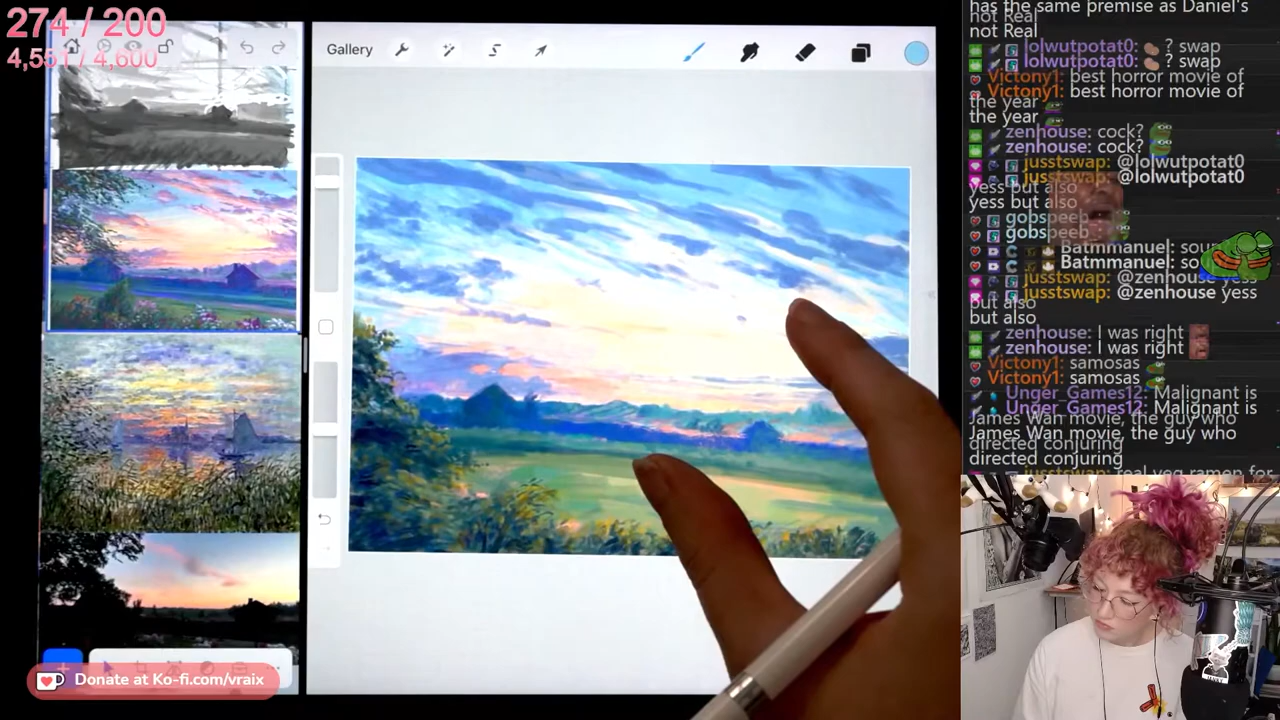 274 / 200
4,551 / 4,600
Gallery
Donate at Ko-fi.com/vraix
has the same premise as Daniel's
not Real
not Real
lolwutpotat0: ? swap
lolwutpotat0: ? swap
Victony1: best horror movie of
Victony1: best horror movie of
the year
the year
zenhouse: cock?
zenhouse: cock?
jusstswap: @lolwutpotat0
jusstswap: @lolwutpotat0
yess but also
yess but also
gobspeeb
gobspeeb
Batmmanuel:
Batmmanuel:
jusstswap: @zenhouse yess
jusstswap: @zenhouse yess
but also
but also
zenhouse: I was right
zenhouse: I was right
Victony1: samosas
Victony1: samosas
Unger_Games12: Malignant is
Unger_Games12: Malignant is
James Wan movie, the guy who
James Wan movie, the guy who
directed conjuring
directed conjuring
jusstswap: real veg ramen for